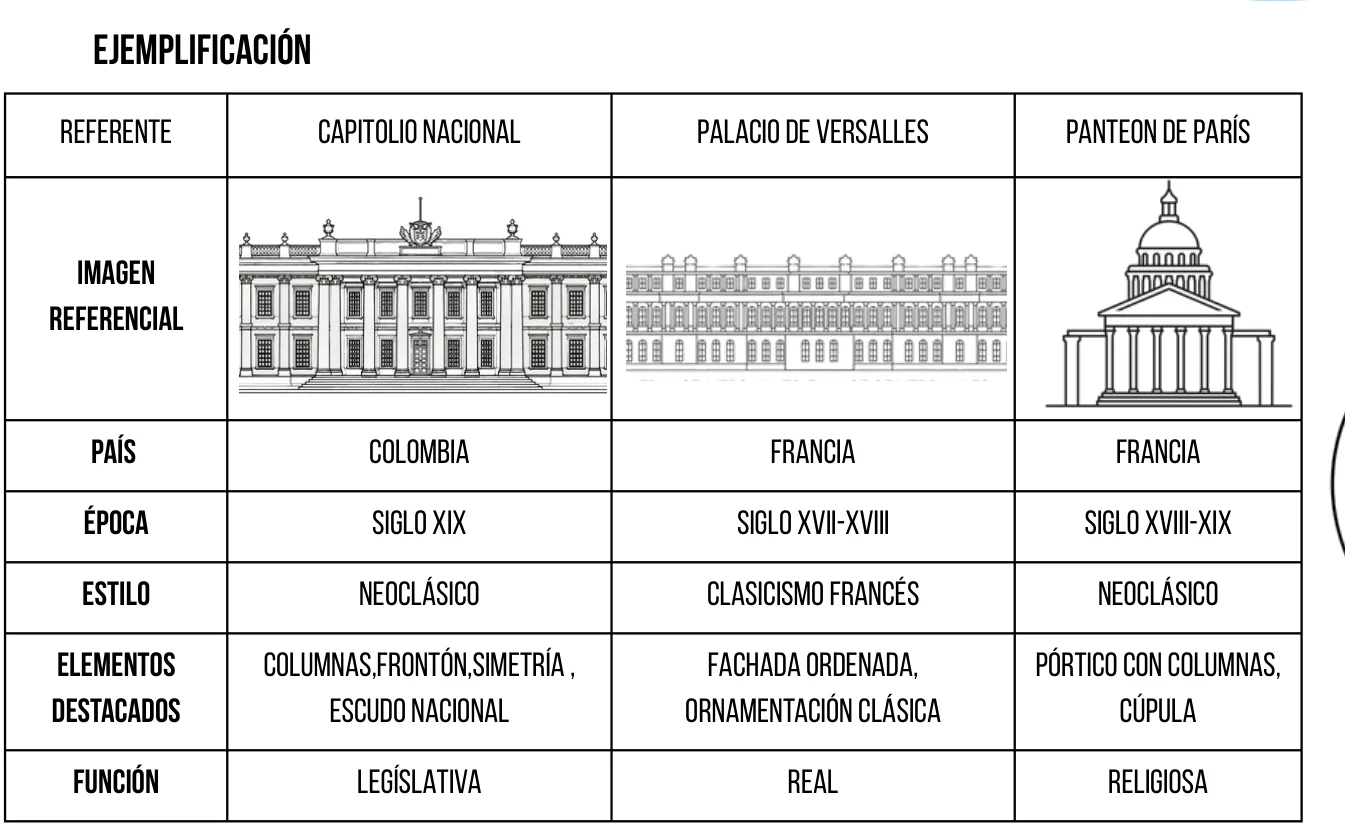 EJEMPLIFICACIÓN
REFERENTE
CAPITOLIO NACIONAL
PALACIO DE VERSALLES
PANTEON DE PARÍS
IMAGEN
REFERENCIAL
PAÍS
COLOMBIA
FRANCIA
FRANCIA
ÉPOCA
SIGLO XIX
SIGLO XVII-XVIII
SIGLO XVIII-XIX
ESTILO
NEOCLÁSICO
CLASICISMO FRANCÉS
NEOCLÁSICO
ELEMENTOS
DESTACADOS
COLUMNAS,FRONTÓN,SIMETRÍA ,
ESCUDO NACIONAL
FACHADA ORDENADA,
ORNAMENTACIÓN CLÁSICA
PÓRTICO CON COLUMNAS,
CÚPULA
FUNCIÓN
LEGÍSLATIVA
REAL
RELIGIOSA